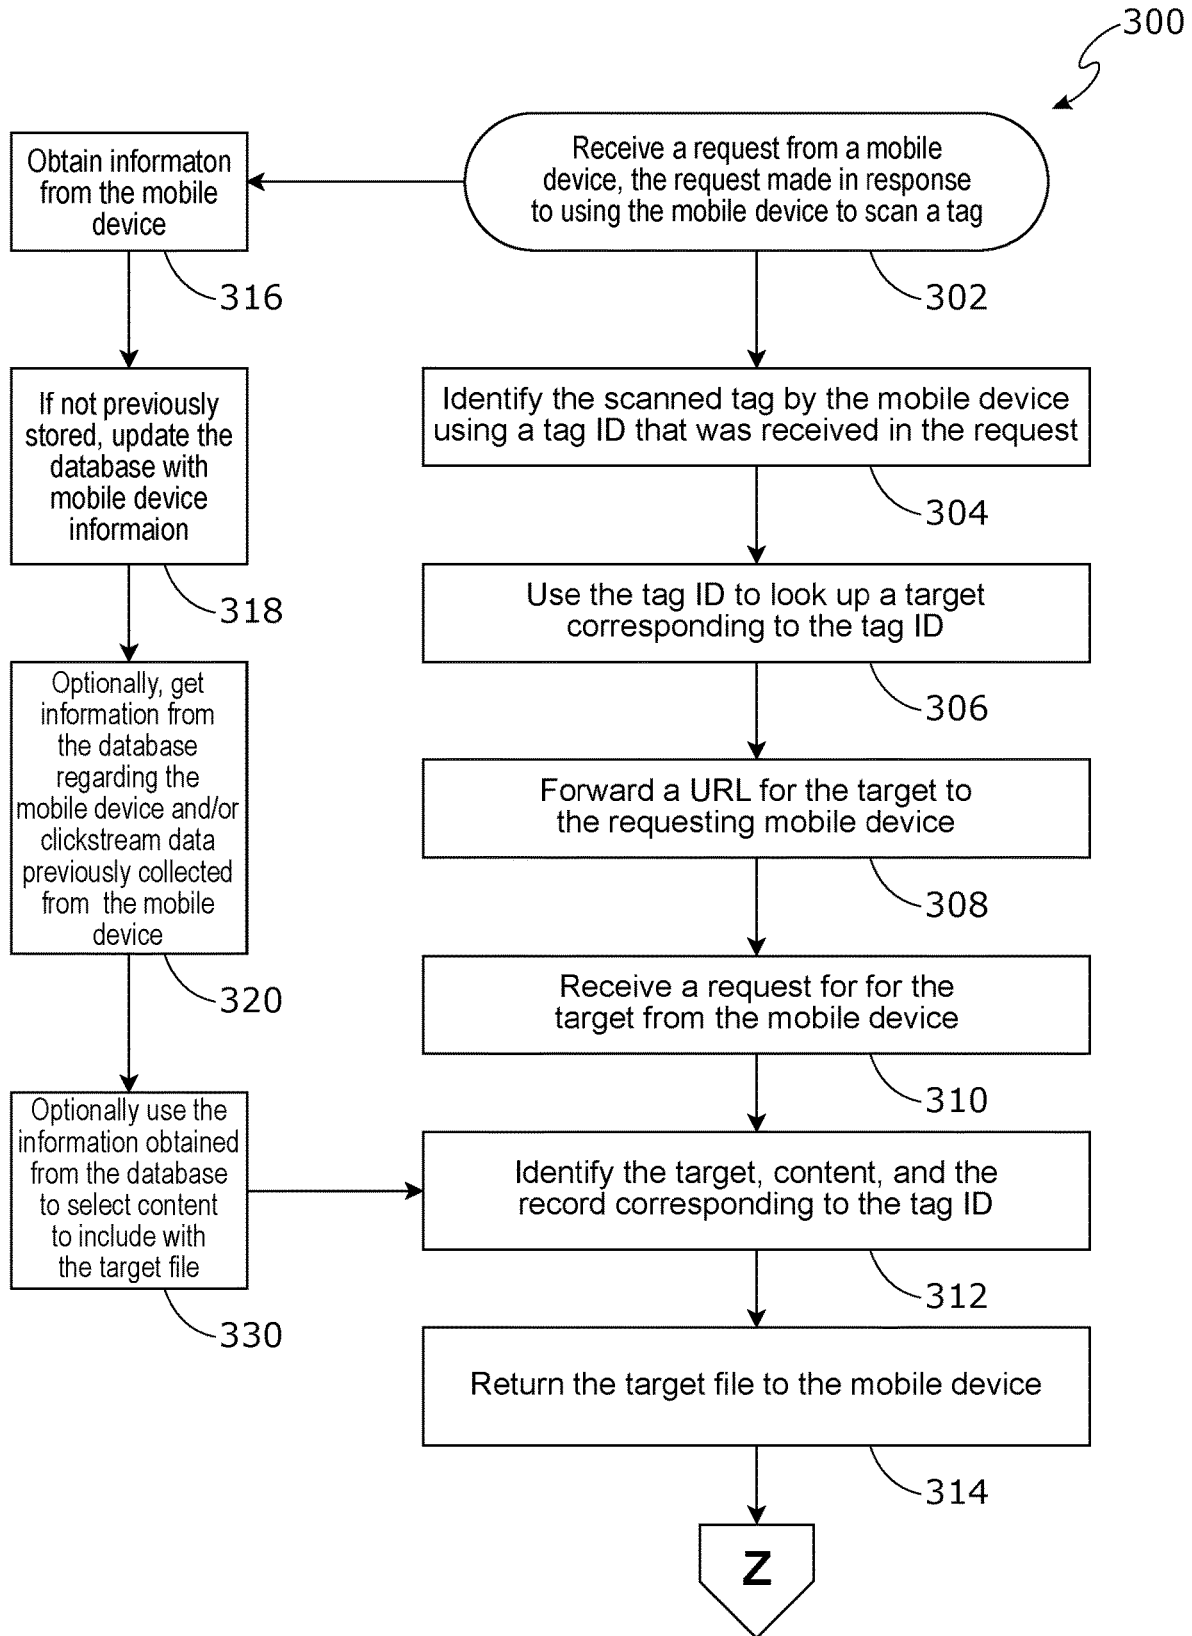 300
Receive a request from a mobile
device, the request made in response
to using the mobile device to scan a tag
302
Obtain informaton
from the mobile
device
316
If not previously
stored, update the
database with
mobile device
informaion
318
Optionally, get
information from
the database
regarding the
mobile device and/or
clickstream data
previously collected
from the mobile
device
320
Optionally use the
information obtained
from the database
to select content
to include with
the target file
330
Identify the scanned tag by the mobile device
using a tag ID that was received in the request
304
Use the tag ID to look up a target
corresponding to the tag ID
306
Forward a URL for the target to
the requesting mobile device
308
Receive a request for for the
target from the mobile device
310
Identify the target, content, and the
record corresponding to the tag ID
312
Return the target file to the mobile device
314
Z